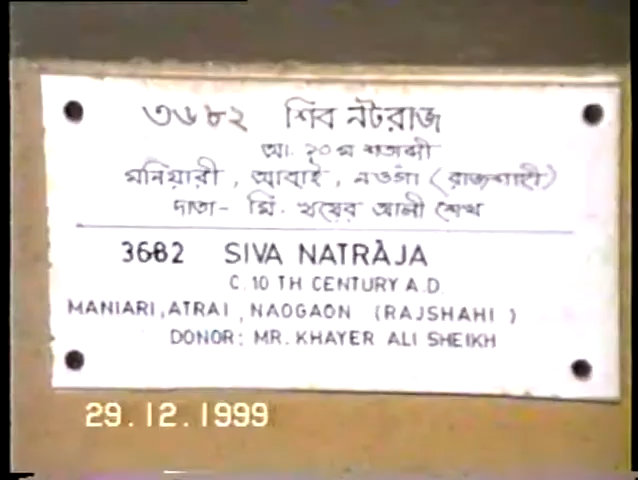 ৩৬৮২ শিব নটরাজ
আ. ১০ম শতাব্দী
মনিয়ারী, আত্রাই, নওগাঁ (রাজশাহী)
দাতা- মি. খয়ের আলী শেখ
3682 SIVA NATRĀJA
C. 10 TH CENTURY A.D.
MANIARI, ATRAI, NAOGAON (RAJSHAHI)
DONOR: MR. KHAYER ALI SHEIKH
29.12.1999